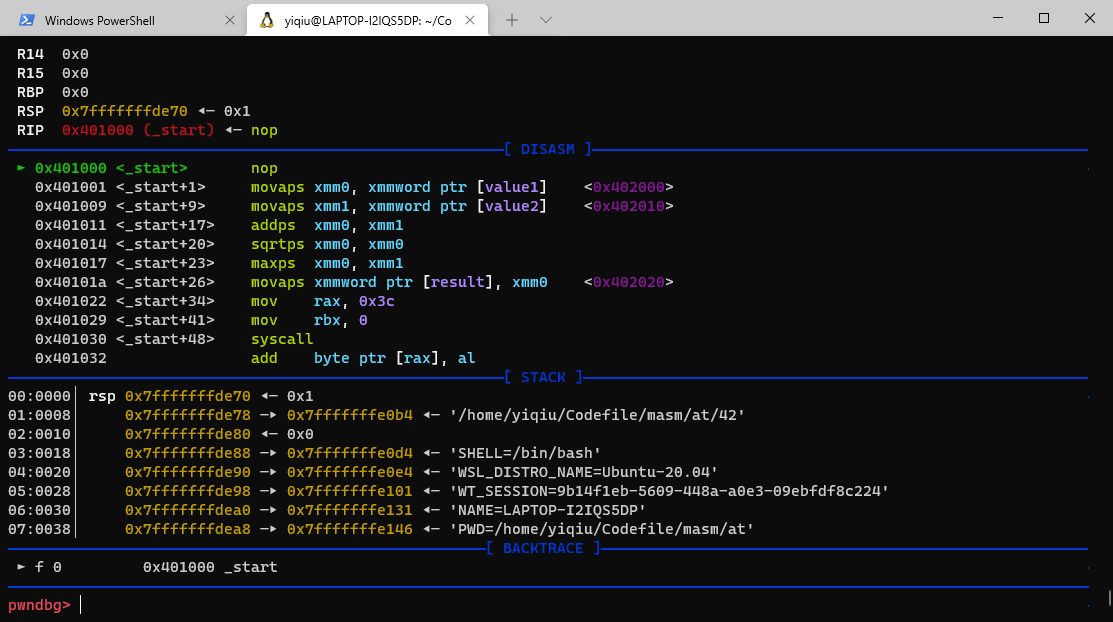 Windows PowerShell
yiqiu@LAPTOP-I2IQS5DP: ~/Co
R14  0x0
R15  0x0
RBP  0x0
RSP  0x7fffffffde70 ◂— 0x1
RIP  0x401000 (_start) ◂— nop
[ DISASM ]
► 0x401000 <_start>       nop
0x401001 <_start+1>     movaps xmm0, xmmword ptr [value1]    <0x402000>
0x401009 <_start+9>     movaps xmm1, xmmword ptr [value2]    <0x402010>
0x401011 <_start+17>    addps  xmm0, xmm1
0x401014 <_start+20>    sqrtps xmm0, xmm0
0x401017 <_start+23>    maxps  xmm0, xmm1
0x40101a <_start+26>    movaps xmmword ptr [result], xmm0    <0x402020>
0x401022 <_start+34>    mov    rax, 0x3c
0x401029 <_start+41>    mov    rbx, 0
0x401030 <_start+48>    syscall
0x401032                add    byte ptr [rax], al
[ STACK ]
00:0000│ rsp 0x7fffffffde70 ◂— 0x1
01:0008│     0x7fffffffde78 —▸ 0x7fffffffe0b4 ◂— '/home/yiqiu/Codefile/masm/at/42'
02:0010│     0x7fffffffde80 ◂— 0x0
03:0018│     0x7fffffffde88 —▸ 0x7fffffffe0d4 ◂— 'SHELL=/bin/bash'
04:0020│     0x7fffffffde90 —▸ 0x7fffffffe0e4 ◂— 'WSL_DISTRO_NAME=Ubuntu-20.04'
05:0028│     0x7fffffffde98 —▸ 0x7fffffffe101 ◂— 'WT_SESSION=9b14f1eb-5609-448a-a0e3-09ebfdf8c224'
06:0030│     0x7fffffffdea0 —▸ 0x7fffffffe131 ◂— 'NAME=LAPTOP-I2IQS5DP'
07:0038│     0x7fffffffdea8 —▸ 0x7fffffffe146 ◂— 'PWD=/home/yiqiu/Codefile/masm/at'
[ BACKTRACE ]
► f 0         0x401000 _start
pwndbg>